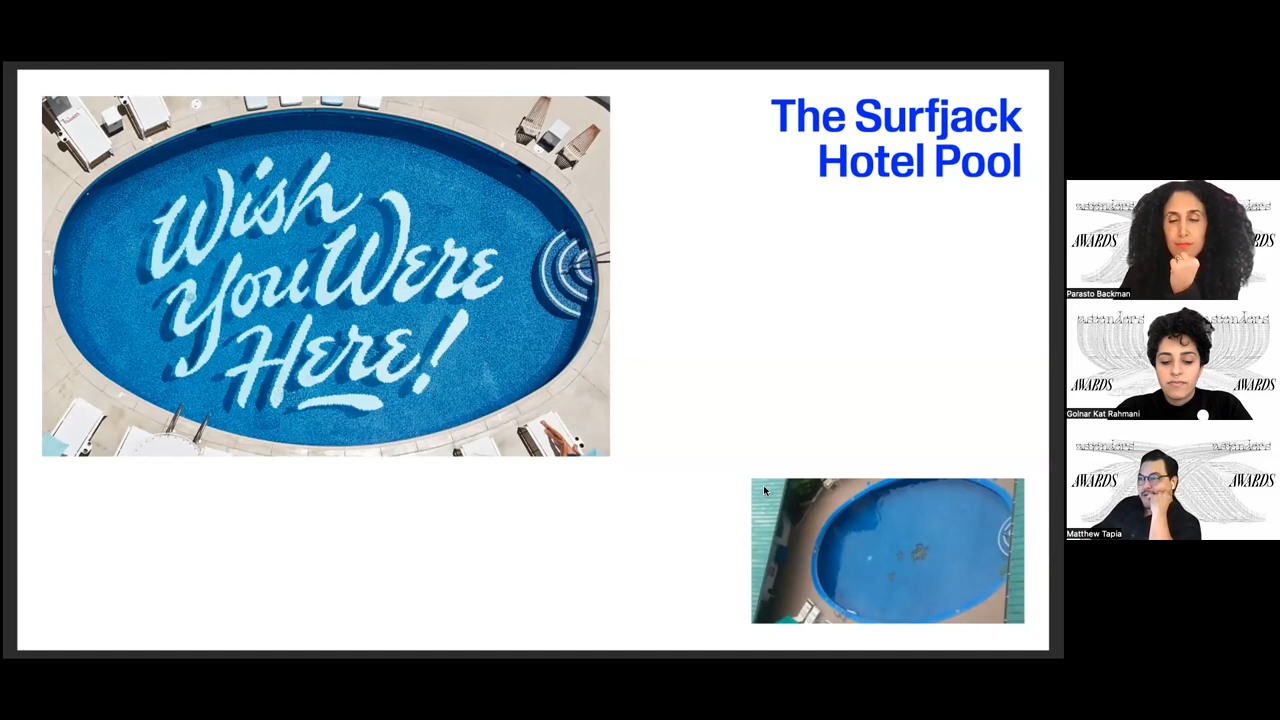 The Surfjack
Hotel Pool
Wish
You Were
Here!
AWARDS
Parasto Backman
AWARDS
AWARDS
Golnar Kat Rahmani
AWARDS
AWARDS
Matthew Tapia